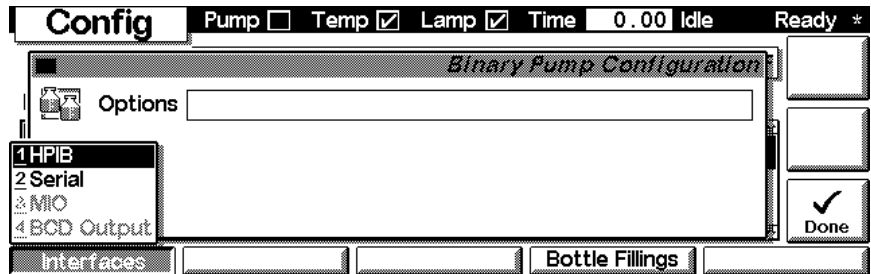 Config Pump Temp Lamp Time 0.00 Idle Ready *
Binary Pump Configuration
Options
1 HPIB
2 Serial
3 MIO
4 BCD Output
Done
Interfaces Bottle Fillings